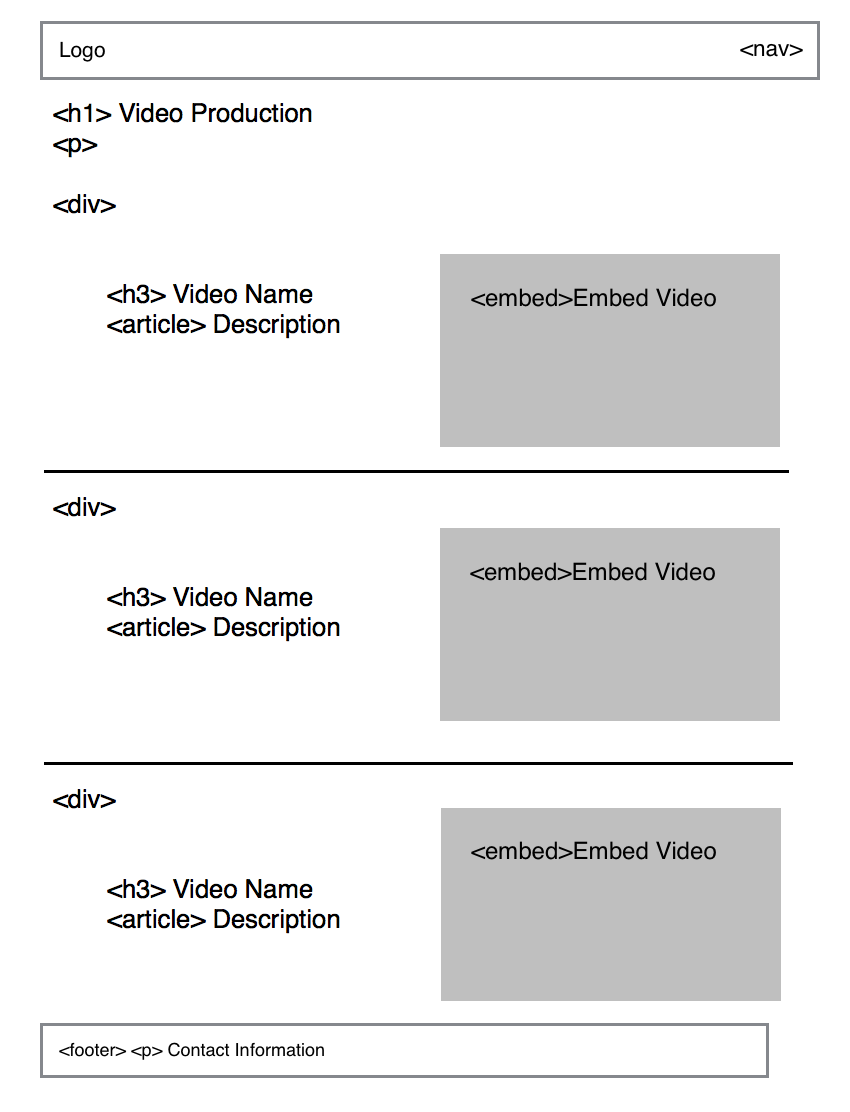 Logo <nav>
<h1> Video Production
<p>
<div>
<h3> Video Name
<article> Description
<embed>Embed Video
<div>
<h3> Video Name
<article> Description
<embed>Embed Video
<div>
<h3> Video Name
<article> Description
<embed>Embed Video
<footer> <p> Contact Information